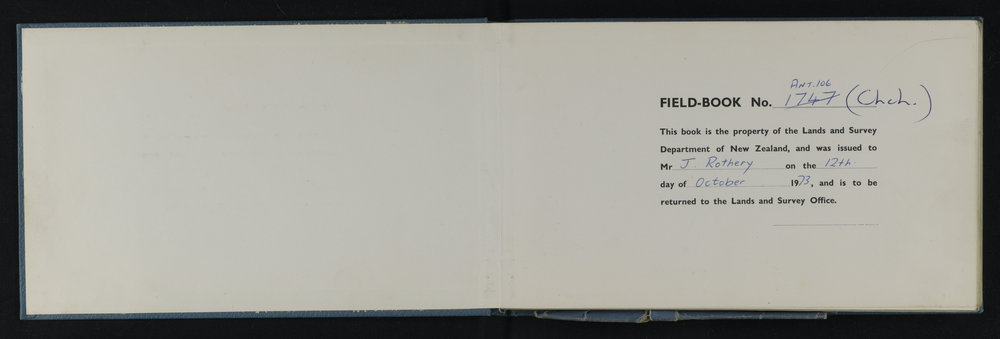 ANT.106
FIELD-BOOK No. 1747 (Chch.)
This book is the property of the Lands and Survey
Department of New Zealand, and was issued to
Mr J. Rothery on the 12th.
day of October 1973, and is to be
returned to the Lands and Survey Office.